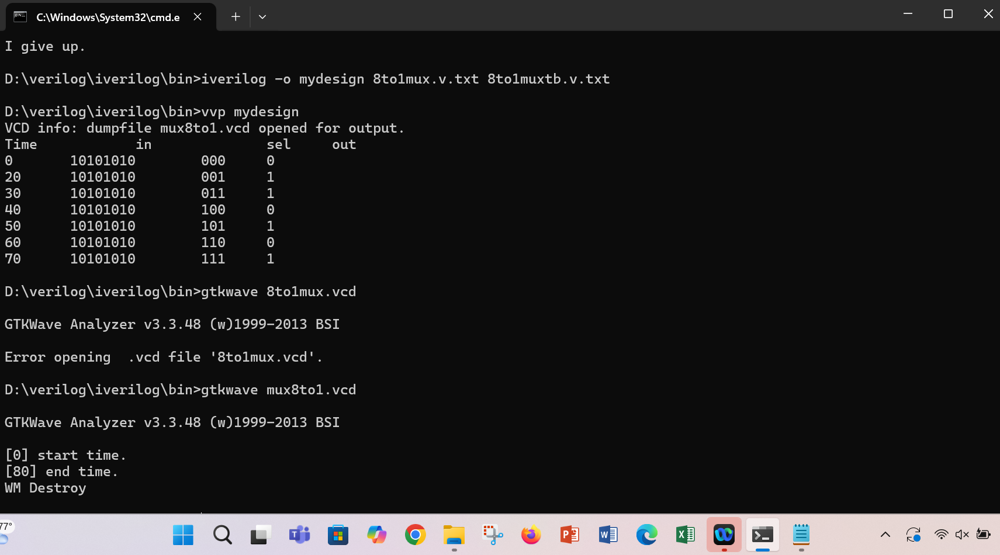 C:\Windows\System32\cmd.e
I give up.
D:\verilog\iverilog\bin>iverilog -o mydesign 8to1mux.v.txt 8to1muxtb.v.txt
D:\verilog\iverilog\bin>vvp mydesign
VCD info: dumpfile mux8to1.vcd opened for output.
Time in sel out
0 10101010 000 0
20 10101010 001 1
30 10101010 011 1
40 10101010 100 0
50 10101010 101 1
60 10101010 110 0
70 10101010 111 1
D:\verilog\iverilog\bin>gtkwave 8to1mux.vcd
GTKWave Analyzer v3.3.48 (w)1999-2013 BSI
Error opening  .vcd file '8to1mux.vcd'.
D:\verilog\iverilog\bin>gtkwave mux8to1.vcd
GTKWave Analyzer v3.3.48 (w)1999-2013 BSI
[0] start time.
[80] end time.
WM Destroy
77°